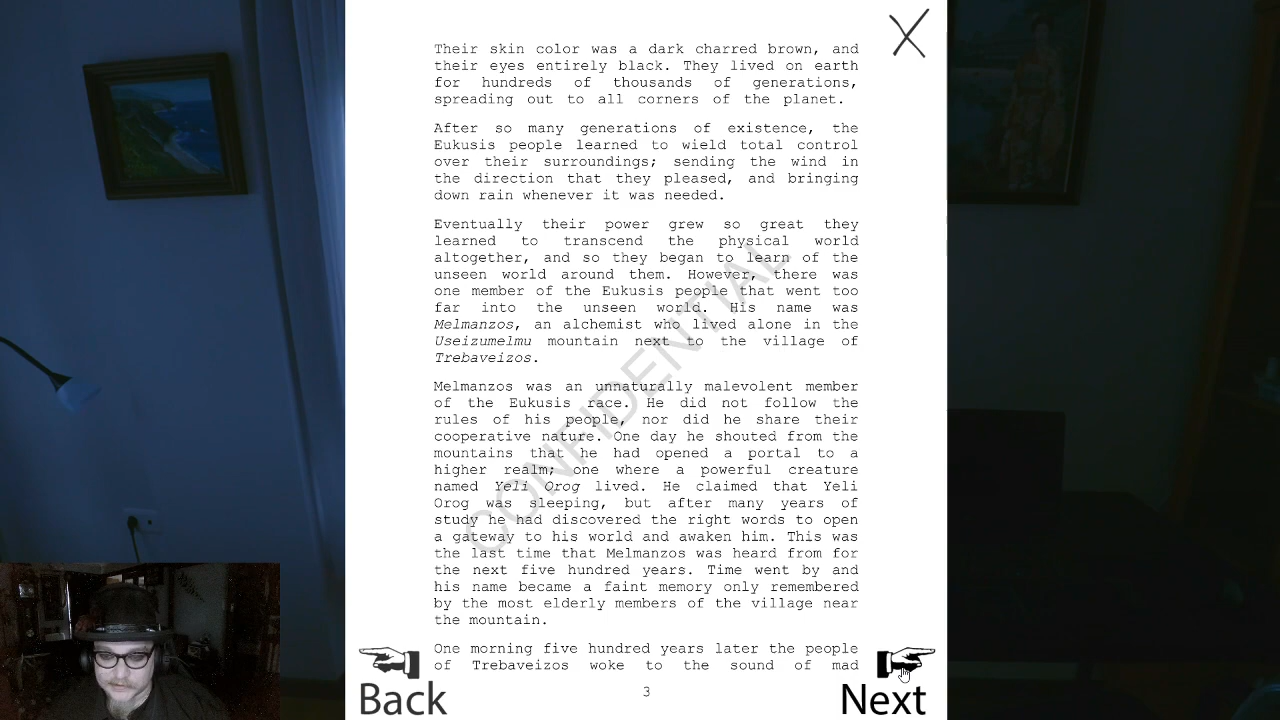 Their skin color was a dark charred brown, and
their eyes entirely black. They lived on earth
for hundreds of thousands of generations,
spreading out to all corners of the planet.
After so many generations of existence, the
Eukusis people learned to wield total control
over their surroundings; sending the wind in
the direction that they pleased, and bringing
down rain whenever it was needed.
Eventually their power grew so great they
learned to transcend the physical world
altogether, and so they began to learn of the
unseen world around them. However, there was
one member of the Eukusis people that went too
far into the unseen world. His name was
Melmanzos, an alchemist who lived alone in the
Useizumelmu mountain next to the village of
Trebaveizos.
Melmanzos was an unnaturally malevolent member
of the Eukusis race. He did not follow the
rules of his people, nor did he share their
cooperative nature. One day he shouted from the
mountains that he had opened a portal to a
higher realm; one where a powerful creature
named Yeli Orog lived. He claimed that Yeli
Orog was sleeping, but after many years of
study he had discovered the right words to open
a gateway to his world and awaken him. This was
the last time that Melmanzos was heard from for
the next five hundred years. Time went by and
his name became a faint memory only remembered
by the most elderly members of the village near
the mountain.
One morning five hundred years later the people
of Trebaveizos woke to the sound of mad
CONFIDENTIAL
Back
3
Next